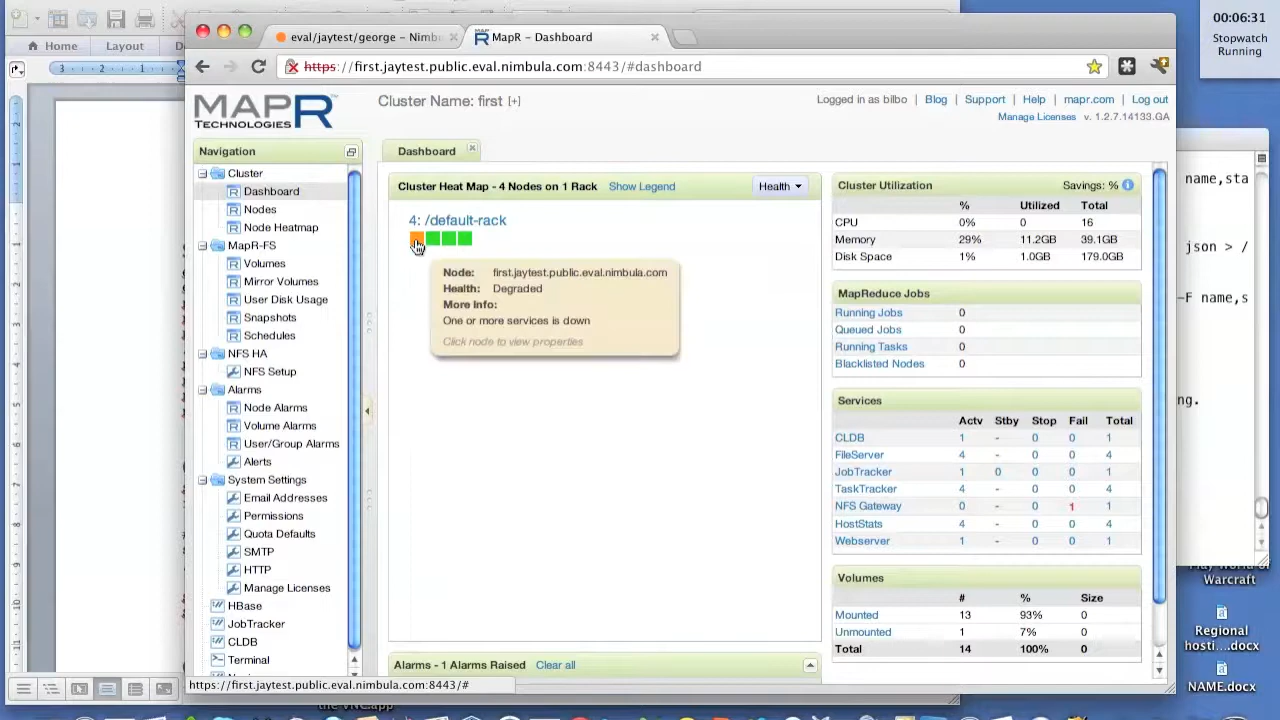 00:06:31
Stopwatch
Running
Home
Layout
3
2
1
eval/jaytest/george – Nimb
MapR – Dashboard
https://first.jaytest.public.eval.nimbula.com:8443/#dashboard
MAPR
TECHNOLOGIES
Cluster Name: first [+]
Logged in as bilbo | Blog | Support | Help | mapr.com | Log out
Manage Licenses v. 1.2.7.14133.GA
Navigation
Cluster
Dashboard
Nodes
Node Heatmap
MapR-FS
Volumes
Mirror Volumes
User Disk Usage
Snapshots
Schedules
NFS HA
NFS Setup
Alarms
Node Alarms
Volume Alarms
User/Group Alarms
Alerts
System Settings
Email Addresses
Permissions
Quota Defaults
SMTP
HTTP
Manage Licenses
HBase
JobTracker
CLDB
Terminal
Dashboard
Cluster Heat Map - 4 Nodes on 1 Rack Show Legend Health
4: /default-rack
Node: first.jaytest.public.eval.nimbula.com
Health: Degraded
More Info:
One or more services is down
Click node to view properties
Alarms - 1 Alarms Raised Clear all
Cluster Utilization Savings: %
% Utilized Total
CPU 0% 0 16
Memory 29% 11.2GB 39.1GB
Disk Space 1% 1.0GB 179.0GB
MapReduce Jobs
Running Jobs 0
Queued Jobs 0
Running Tasks 0
Blacklisted Nodes 0
Services
Actv Stby Stop Fail Total
CLDB 1 - 0 0 1
FileServer 4 - 0 0 4
JobTracker 1 0 0 0 1
TaskTracker 4 - 0 0 4
NFS Gateway 0 - 0 1 1
HostStats 4 - 0 0 4
Webserver 1 - 0 0 1
Volumes
# % Size
Mounted 13 93% 0
Unmounted 1 7% 0
Total 14 100% 0
https://first.jaytest.public.eval.nimbula.com:8443/#
name,sta
json > /
-F name,s
ng.
Warcraft
Regional
hosti....docx
NAME.docx
the VNC.app